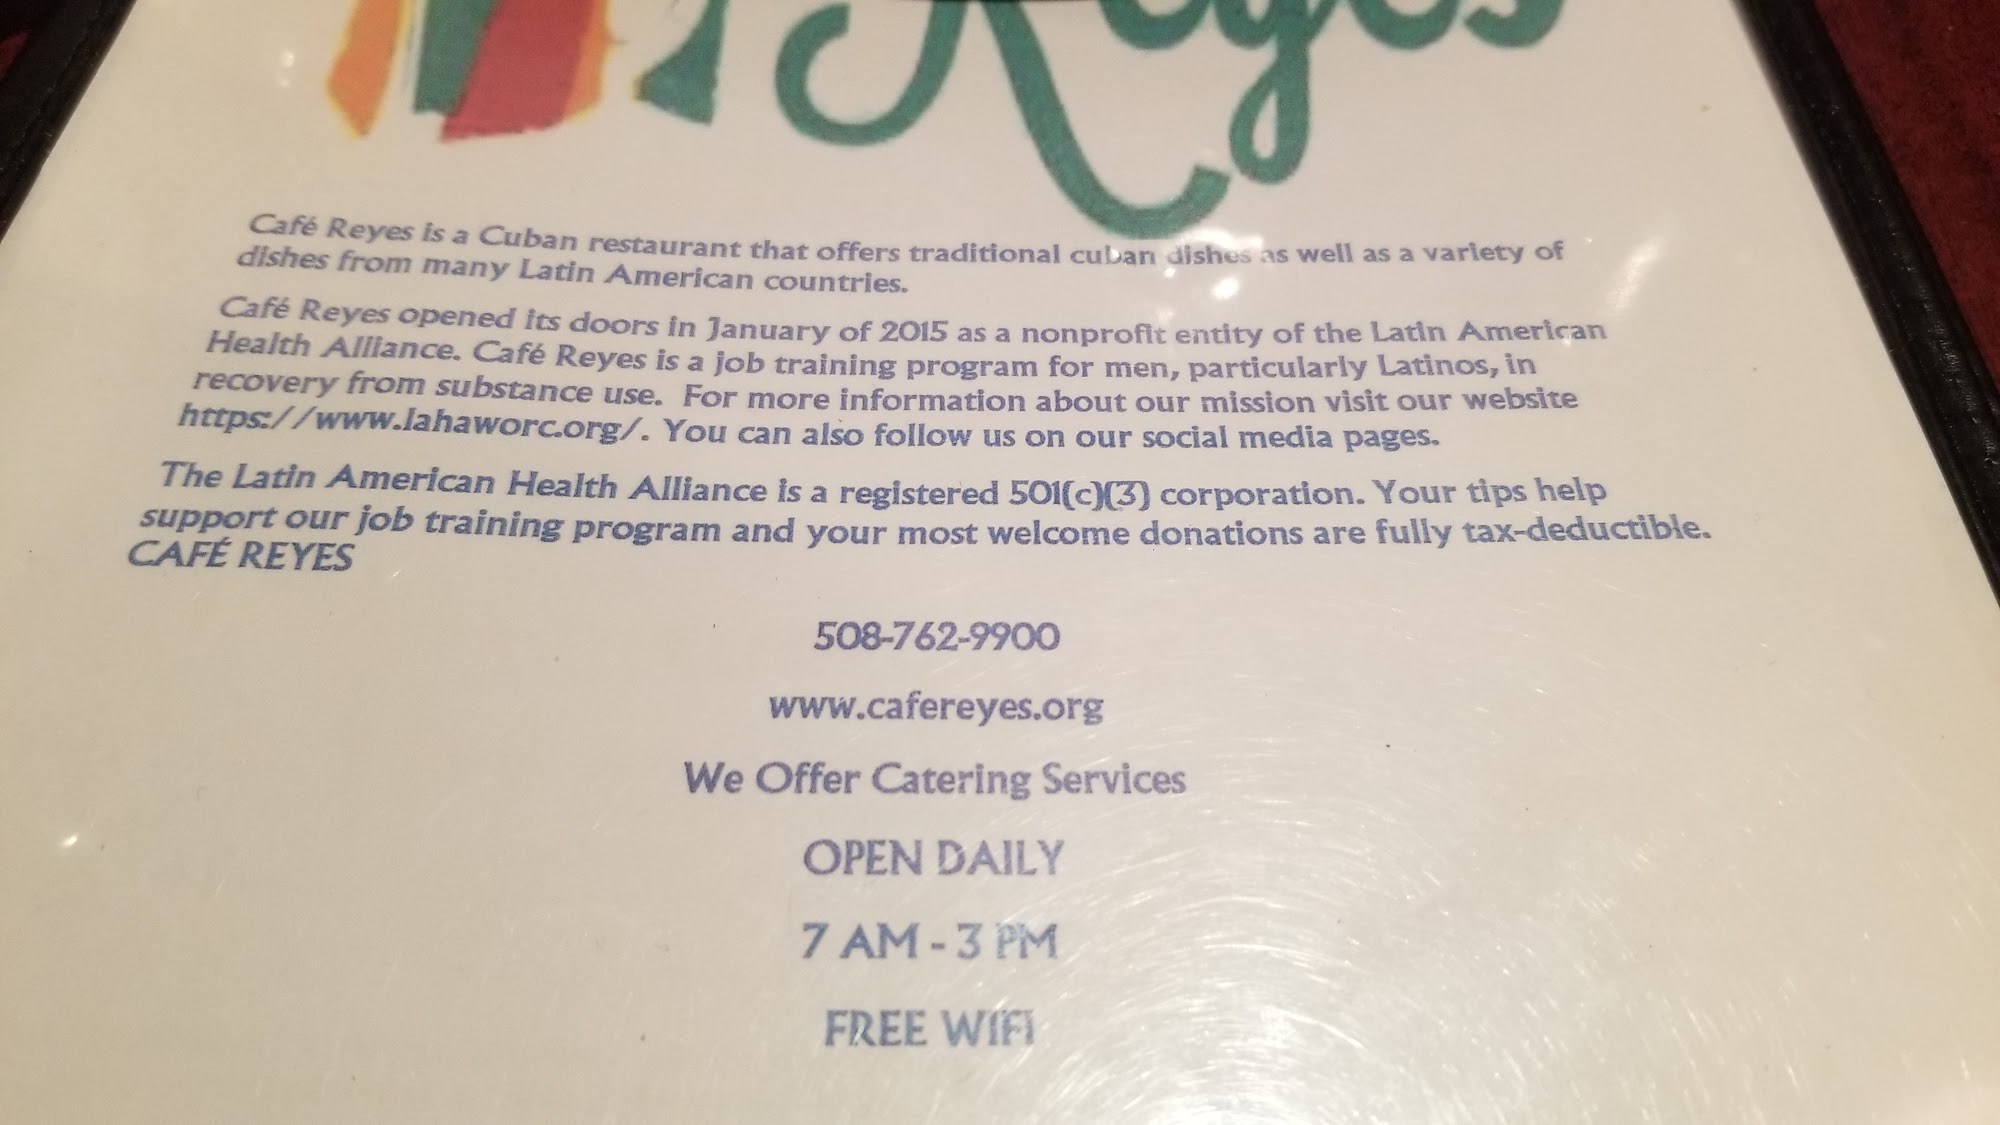 Reyes
Café Reyes is a Cuban restaurant that offers traditional cuban dishes as well as a variety of
dishes from many Latin American countries.
Café Reyes opened its doors in January of 2015 as a nonprofit entity of the Latin American
Health Alliance. Café Reyes is a job training program for men, particularly Latinos, in
recovery from substance use. For more information about our mission visit our website
https://www.lahaworc.org/. You can also follow us on our social media pages.
The Latin American Health Alliance is a registered 501(c)(3) corporation. Your tips help
support our job training program and your most welcome donations are fully tax-deductible.
CAFÉ REYES
508-762-9900
www.cafereyes.org
We Offer Catering Services
OPEN DAILY
7 AM - 3 PM
FREE WIFI